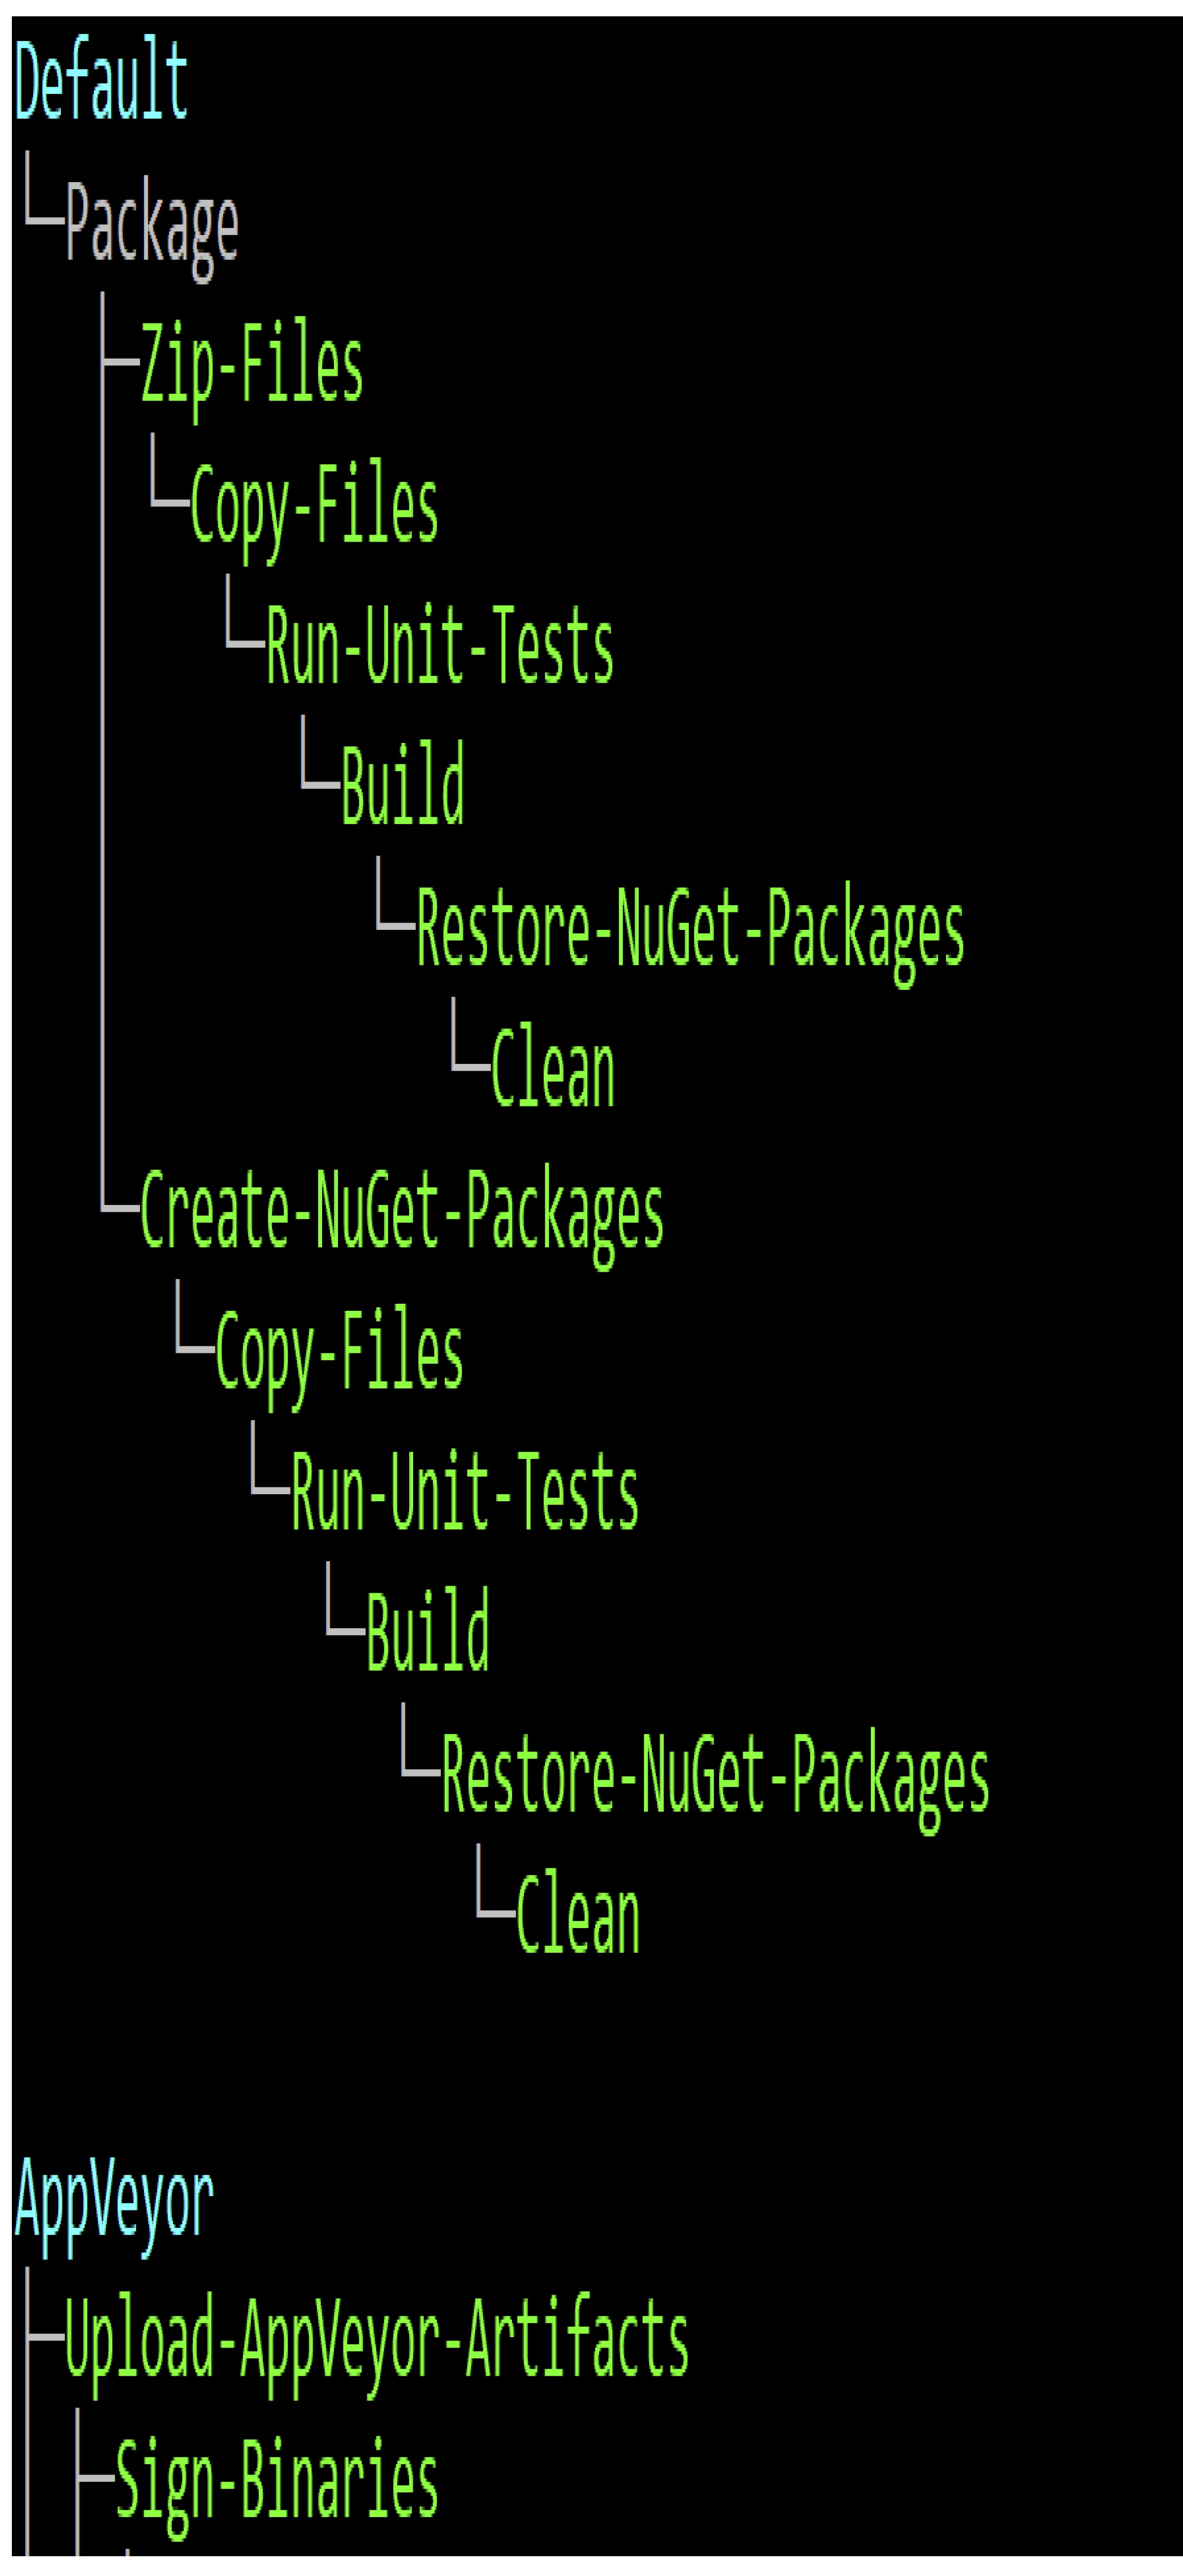 Default
└─Package
   ├─Zip-Files
   │ └─Copy-Files
   │    └─Run-Unit-Tests
   │       └─Build
   │          └─Restore-NuGet-Packages
   │             └─Clean
   └─Create-NuGet-Packages
      └─Copy-Files
         └─Run-Unit-Tests
            └─Build
               └─Restore-NuGet-Packages
                  └─Clean
AppVeyor
├─Upload-AppVeyor-Artifacts
│ ├─Sign-Binaries